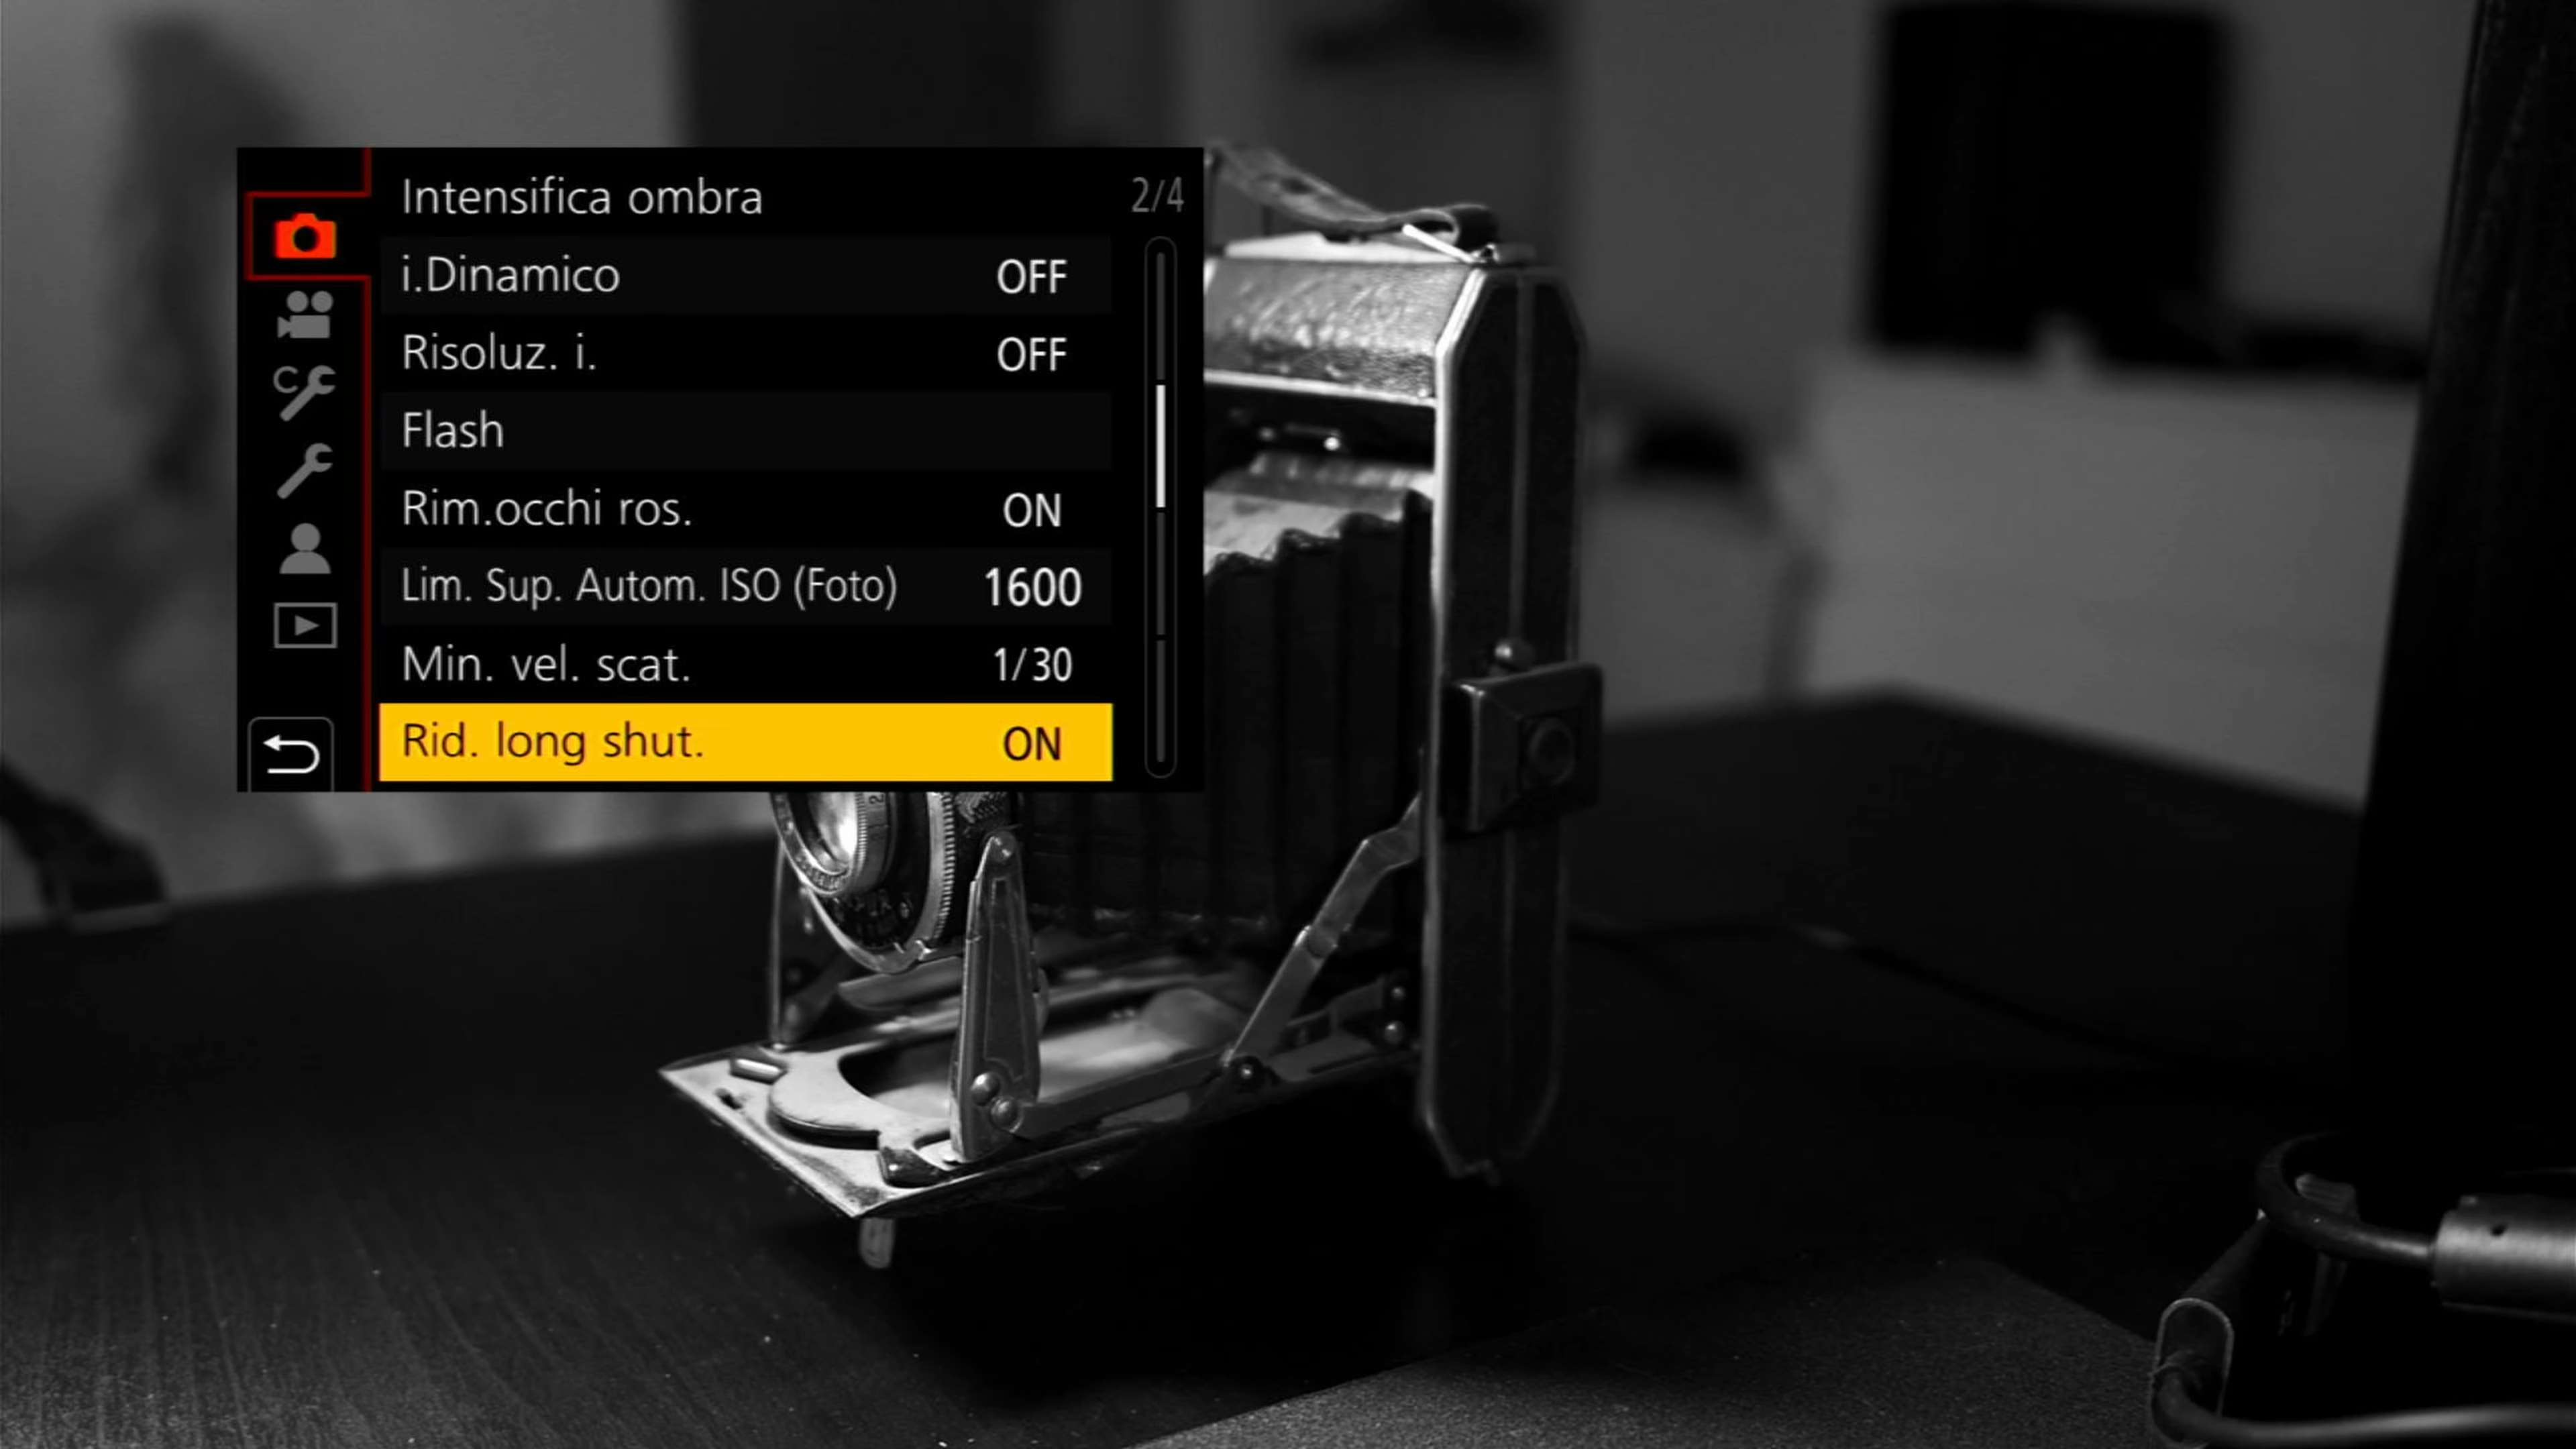 Intensifica ombra 2/4
i.Dinamico OFF
Risoluz. i. OFF
Flash
Rim.occhi ros. ON
Lim. Sup. Autom. ISO (Foto) 1600
Min. vel. scat. 1/30
Rid. long shut. ON